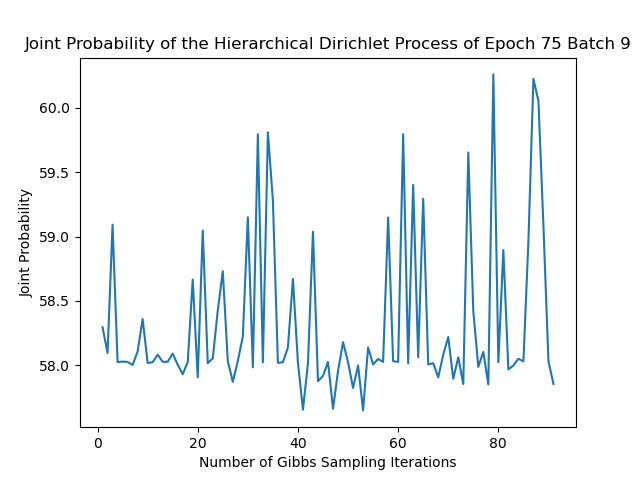 Joint Probability of the Hierarchical Dirichlet Process of Epoch 75 Batch 9
Joint Probability
60.0
59.5
59.0
58.5
58.0
0 20 40 60 80
Number of Gibbs Sampling Iterations